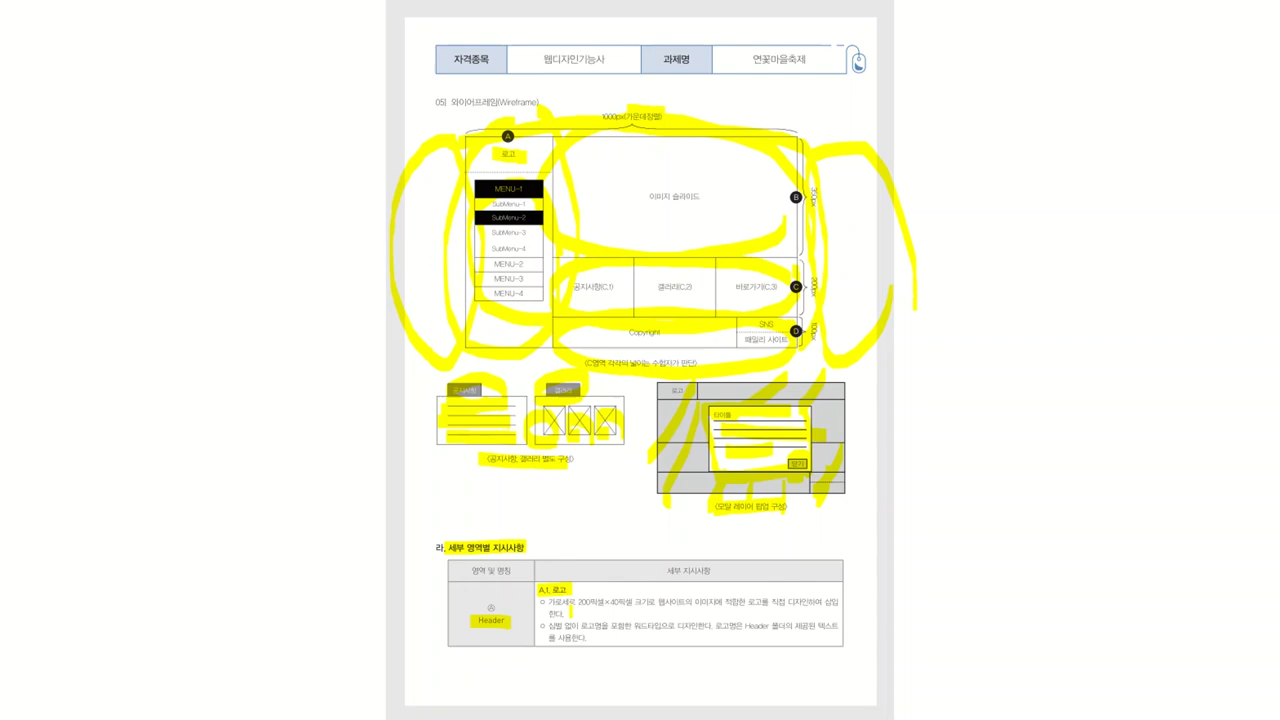 자격종목 웹디자인기능사 과제명 연꽃마을축제
05) 와이어프레임(Wireframe)
1000px(가운데정렬)
A
로고
MENU-1
SubMenu-1
SubMenu-2
SubMenu-3
SubMenu-4
MENU-2
MENU-3
MENU-4
이미지 슬라이드
B
공지사항(C.1) 갤러리(C.2) 바로가기(C.3)
C
200px
Copyright
SNS
패밀리 사이트
D
100px
<C영역 각각의 넓이는 수험자가 판단>
공지사항
갤러리
<공지사항, 갤러리 별도 구성>
로고
타이틀
닫기
<모달 레이어 팝업 구성>
라. 세부 영역별 지시사항
영역 및 명칭 세부 지시사항
Ⓐ
Header
A.1. 로고
○ 가로세로 200픽셀×40픽셀 크기로 웹사이트의 이미지에 적합한 로고를 직접 디자인하여 삽입
한다.
○ 심벌 없이 로고명을 포함한 워드타입으로 디자인한다. 로고명은 Header 폴더의 제공된 텍스트
를 사용한다.